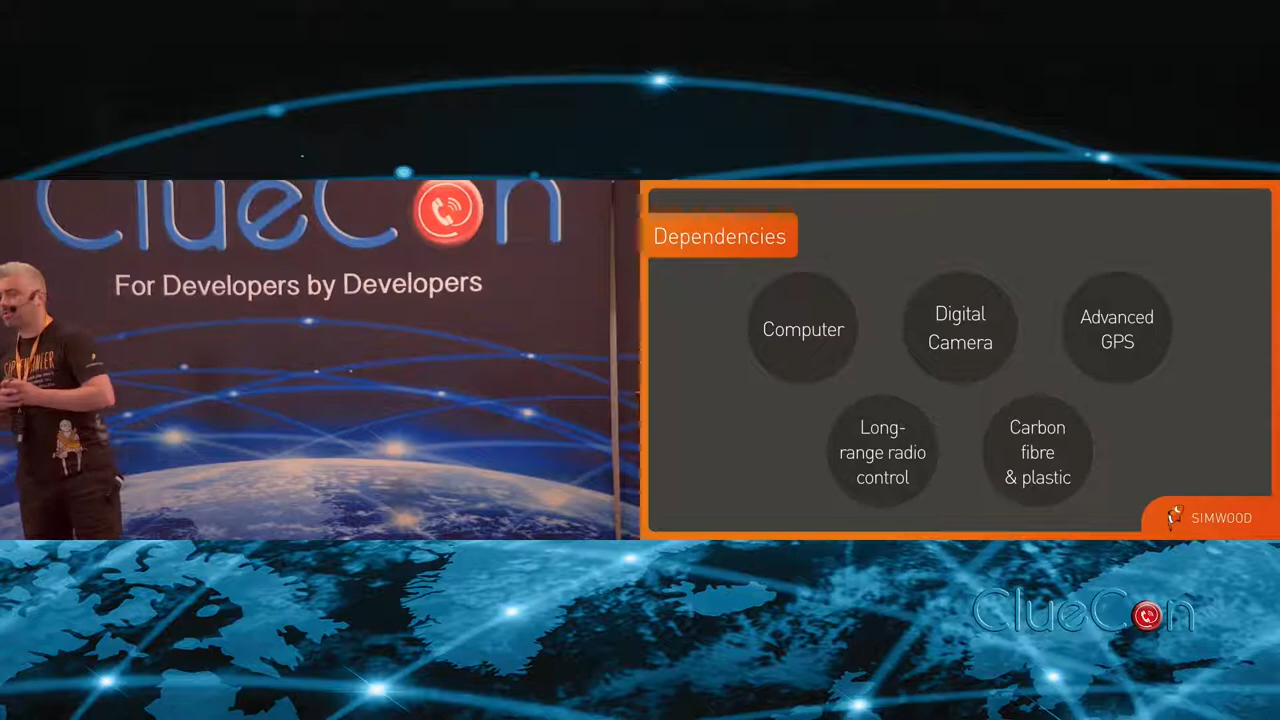 ClueCon
For Developers by Developers
Dependencies
Computer
Digital
Camera
Advanced
GPS
Long-
range radio
control
Carbon
fibre
& plastic
SIMWOOD
ClueCon